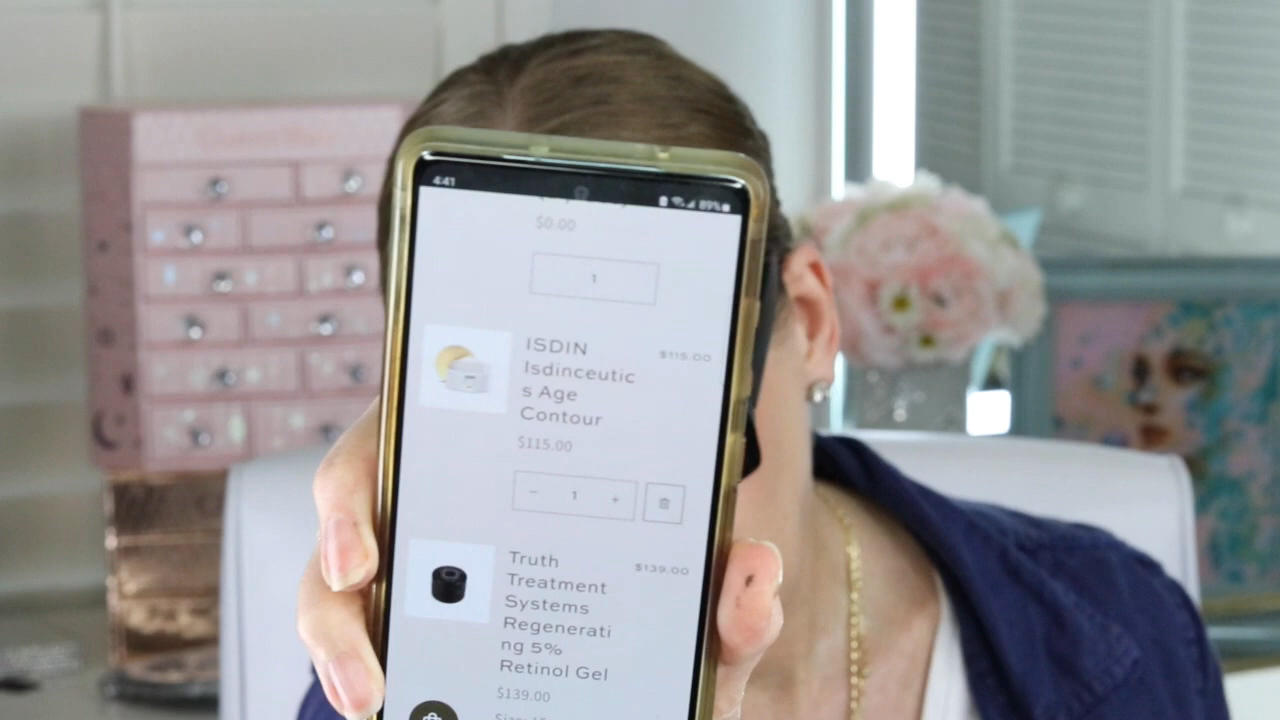 4:41
89%
$0.00
1
ISDIN
Isdinceutic
s Age
Contour
$115.00
$115.00
− 1 +
Truth
Treatment
Systems
Regenerati
ng 5%
Retinol Gel
$139.00
$139.00